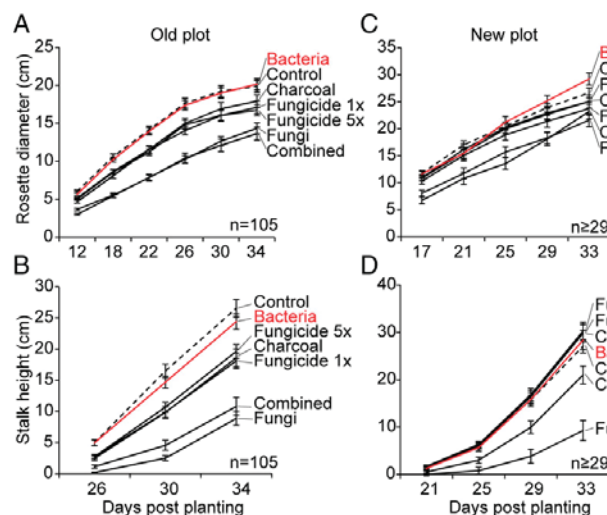 A
Old plot
Rosette diameter (cm)
25
20
15
10
5
0
Bacteria
Control
Charcoal
Fungicide 1x
Fungicide 5x
Fungi
Combined
n=105
12 18 22 26 30 34
C
New plot
35
30
25
20
15
10
5
0
n≥29
17 21 25 29 33
B
Stalk height (cm)
30
25
20
15
10
5
0
Control
Bacteria
Fungicide 5x
Charcoal
Fungicide 1x
Combined
Fungi
n=105
26 30 34
Days post planting
D
40
30
20
10
0
n≥29
21 25 29 33
Days post planting